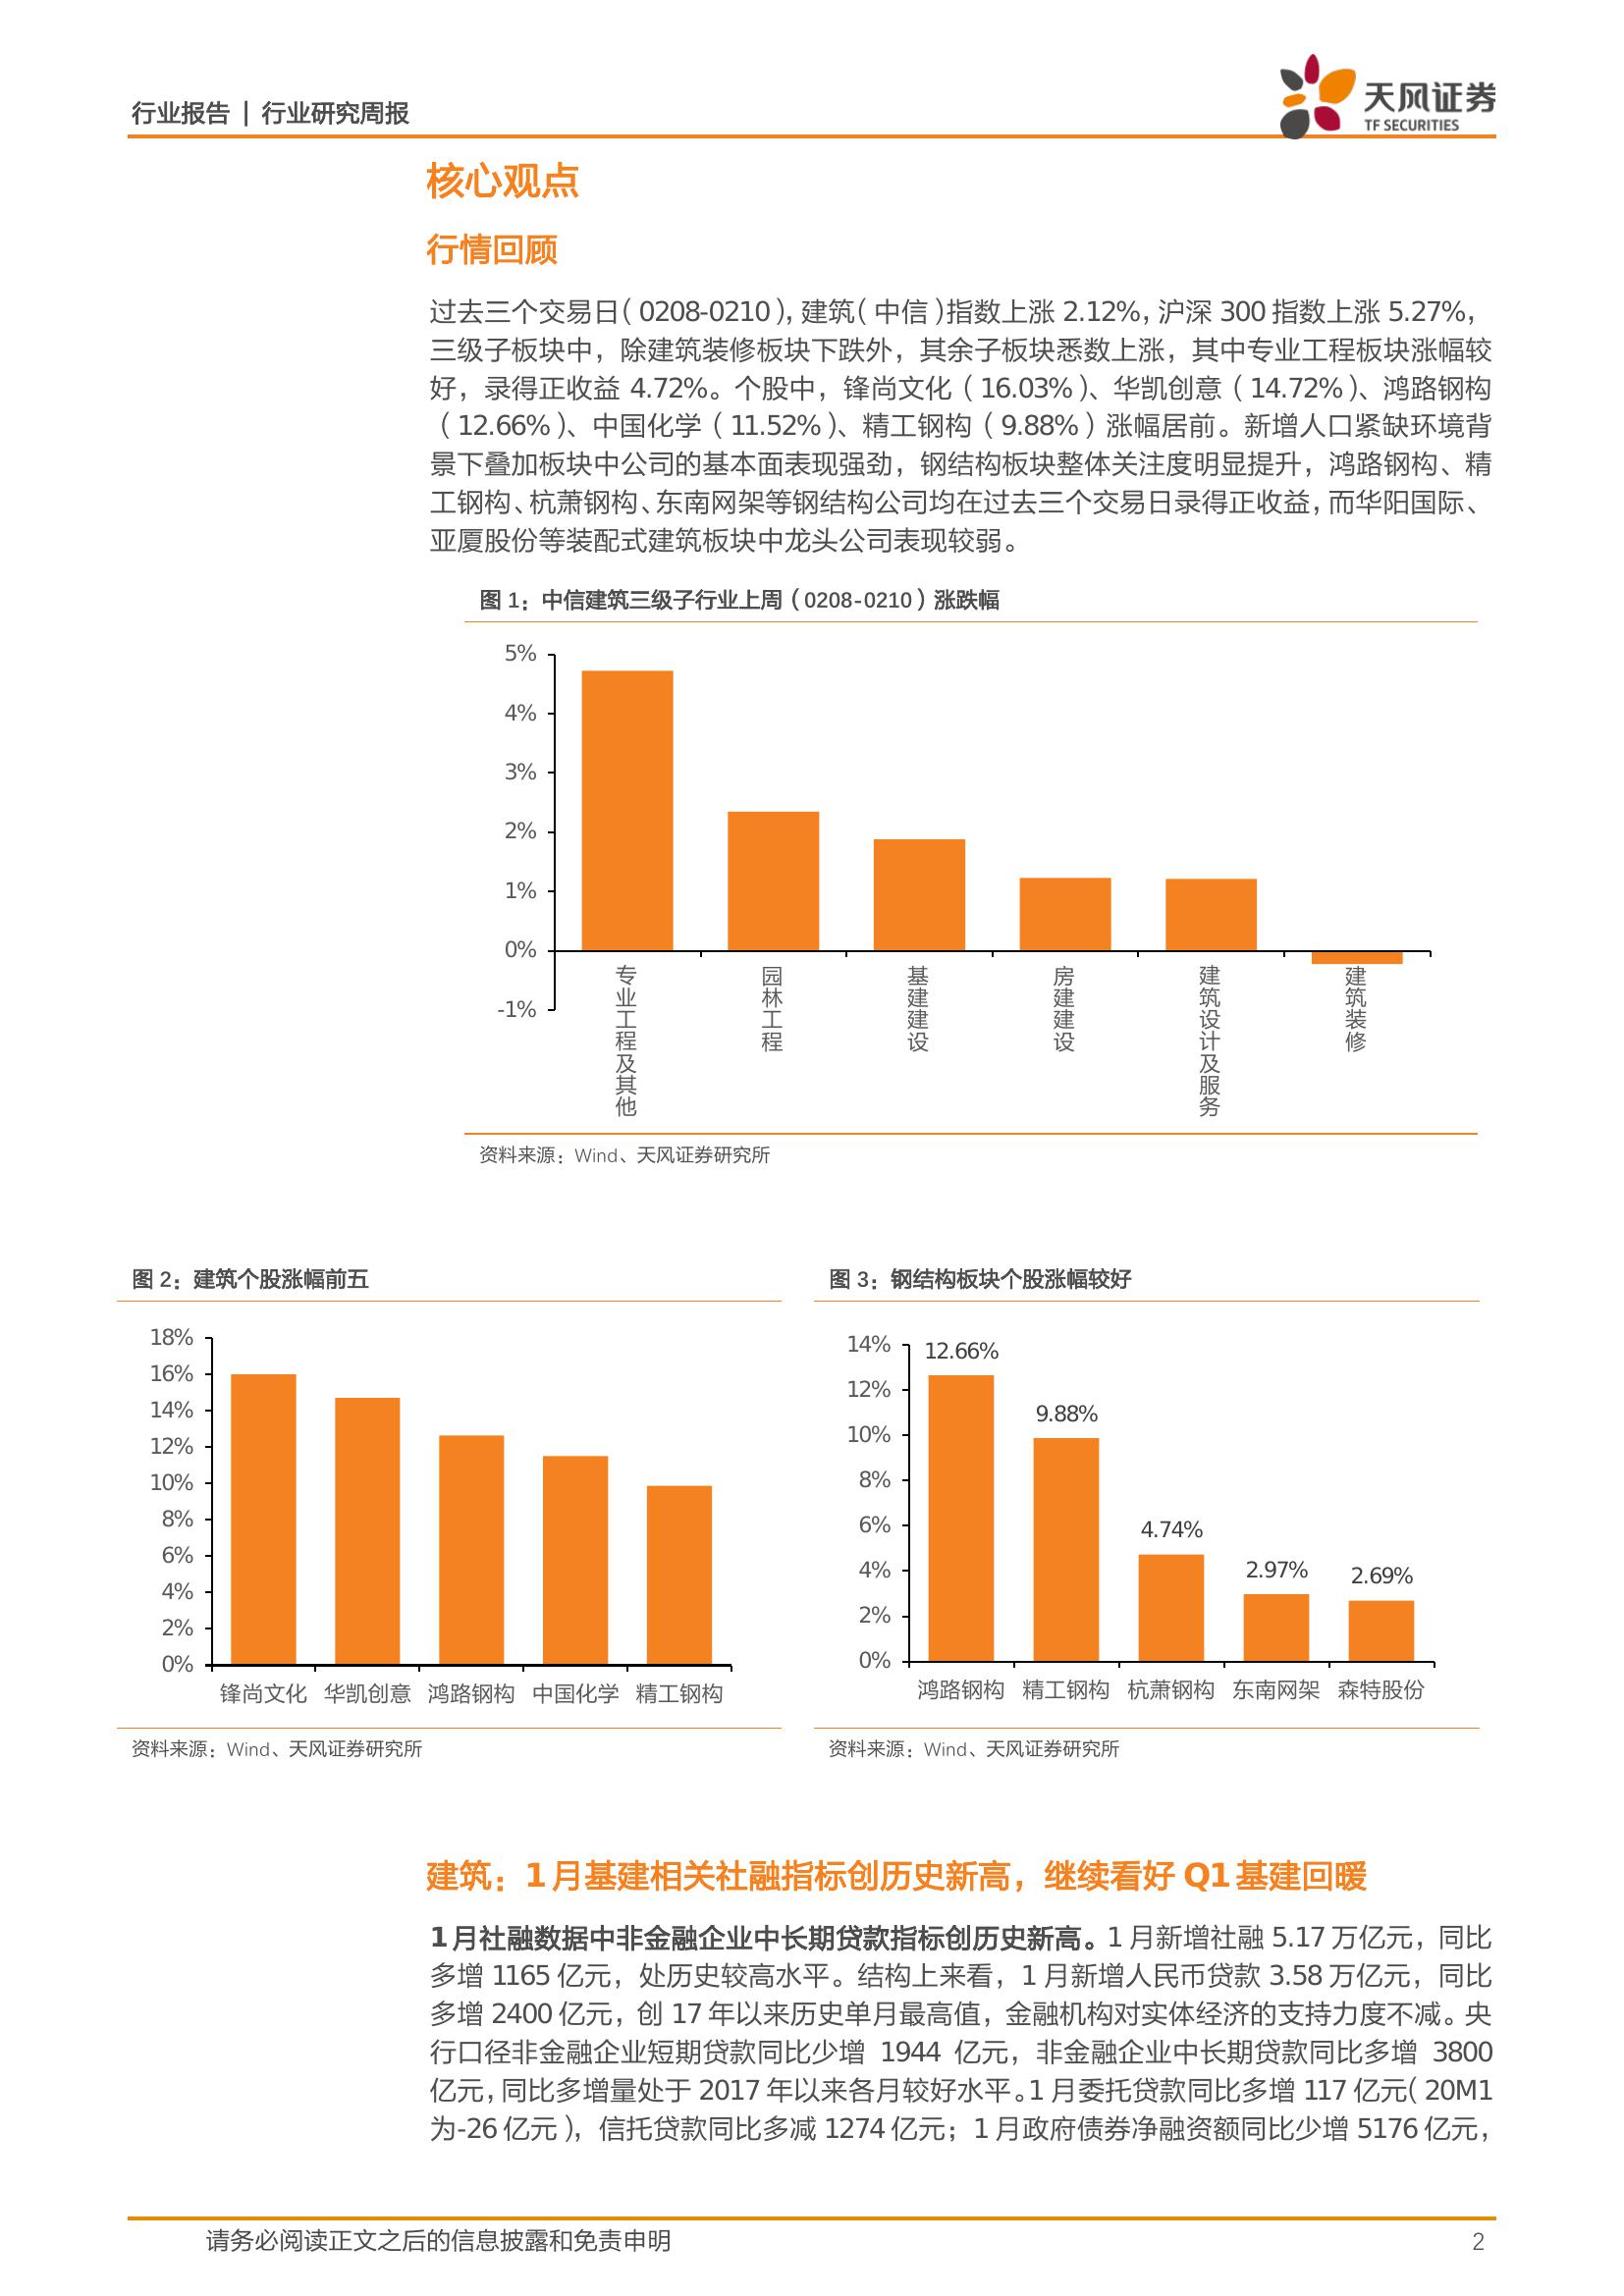 行业报告 | 行业研究周报
天风证券
TF SECURITIES
核心观点
行情回顾
过去三个交易日（0208-0210），建筑（中信）指数上涨 2.12%，沪深 300 指数上涨 5.27%，
三级子板块中，除建筑装修板块下跌外，其余子板块悉数上涨，其中专业工程板块涨幅较
好，录得正收益 4.72%。个股中，锋尚文化（16.03%）、华凯创意（14.72%）、鸿路钢构
（12.66%）、中国化学（11.52%）、精工钢构（9.88%）涨幅居前。新增人口紧缺环境背
景下叠加板块中公司的基本面表现强劲，钢结构板块整体关注度明显提升，鸿路钢构、精
工钢构、杭萧钢构、东南网架等钢结构公司均在过去三个交易日录得正收益，而华阳国际、
亚厦股份等装配式建筑板块中龙头公司表现较弱。
图 1：中信建筑三级子行业上周（0208-0210）涨跌幅
5%
4%
3%
2%
1%
0%
-1%
专业工程及其他
园林工程
基建建设
房建建设
建筑设计及服务
建筑装修
资料来源：Wind、天风证券研究所
图 2：建筑个股涨幅前五
18%
16%
14%
12%
10%
8%
6%
4%
2%
0%
锋尚文化 华凯创意 鸿路钢构 中国化学 精工钢构
资料来源：Wind、天风证券研究所
图 3：钢结构板块个股涨幅较好
14%
12%
10%
8%
6%
4%
2%
0%
12.66%
9.88%
4.74%
2.97%
2.69%
鸿路钢构 精工钢构 杭萧钢构 东南网架 森特股份
资料来源：Wind、天风证券研究所
建筑：1 月基建相关社融指标创历史新高，继续看好 Q1 基建回暖
1 月社融数据中非金融企业中长期贷款指标创历史新高。1 月新增社融 5.17 万亿元，同比
多增 1165 亿元，处历史较高水平。结构上来看，1 月新增人民币贷款 3.58 万亿元，同比
多增 2400 亿元，创 17 年以来历史单月最高值，金融机构对实体经济的支持力度不减。央
行口径非金融企业短期贷款同比少增 1944 亿元，非金融企业中长期贷款同比多增 3800
亿元，同比多增量处于 2017 年以来各月较好水平。1 月委托贷款同比多增 117 亿元（20M1
为-26 亿元），信托贷款同比多减 1274 亿元；1 月政府债券净融资额同比少增 5176 亿元，
请务必阅读正文之后的信息披露和免责申明
2